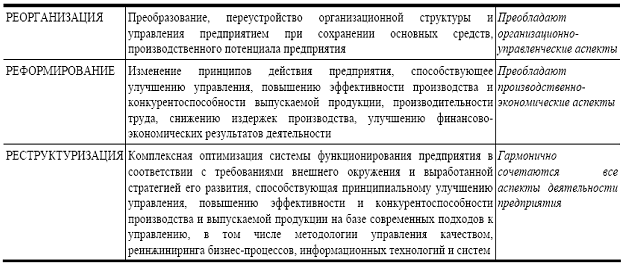 РЕОРГАНИЗАЦИЯ
Преобразование, переустройство организационной структуры и
управления предприятием при сохранении основных средств,
производственного потенциала предприятия
Преобладают
организационно-
управленческие аспекты
РЕФОРМИРОВАНИЕ
Изменение принципов действия предприятия, способствующее
улучшению управления, повышению эффективности производства и
конкурентоспособности выпускаемой продукции, производительности
труда, снижению издержек производства, улучшению финансово-
экономических результатов деятельности
Преобладают
производственно-
экономические аспекты
РЕСТРУКТУРИЗАЦИЯ
Комплексная оптимизация системы функционирования предприятия в
соответствии с требованиями внешнего окружения и выработанной
стратегией его развития, способствующая принципиальному улучшению
управления, повышению эффективности и конкурентоспособности
производства и выпускаемой продукции на базе современных подходов к
управлению, в том числе методологии управления качеством,
реинжиниринга бизнес-процессов, информационных технологий и систем
Гармонично
сочетаются все
аспекты деятельности
предприятия